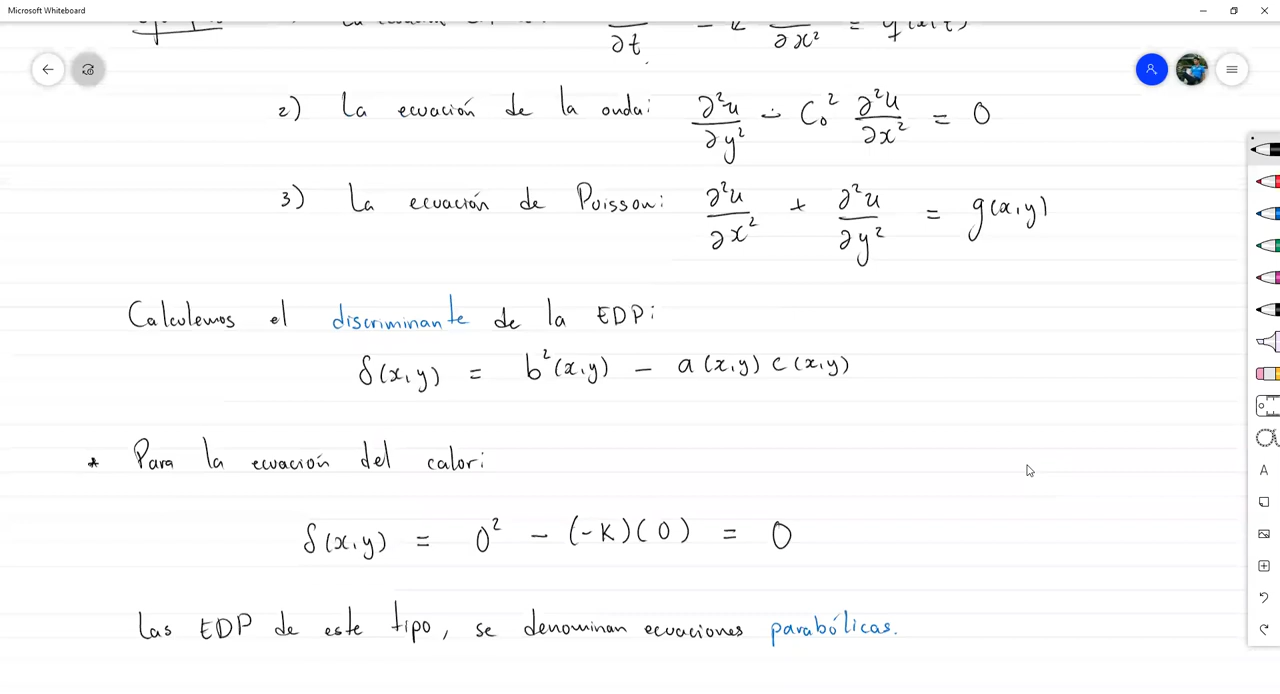 Microsoft Whiteboard
∂t ∂x²
2) La ecuación de la onda: ∂²u/∂y² - C₀² ∂²u/∂x² = 0
3) La ecuación de Poisson: ∂²u/∂x² + ∂²u/∂y² = g(x,y)
Calculemos el discriminante de la EDP:
δ(x,y) = b²(x,y) - a(x,y) c(x,y)
* Para la ecuación del calor:
δ(x,y) = 0² - (-K)(0) = 0
Las EDP de este tipo, se denominan ecuaciones parabólicas.
A